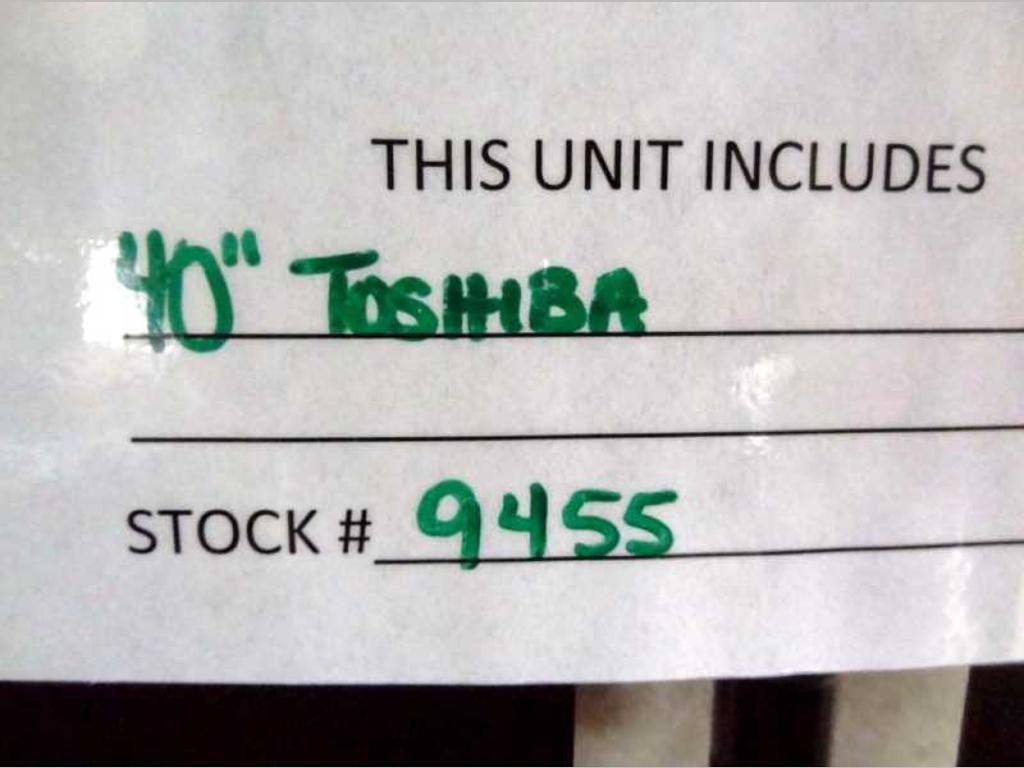 THIS UNIT INCLUDES
40" TOSHIBA
STOCK # 9455